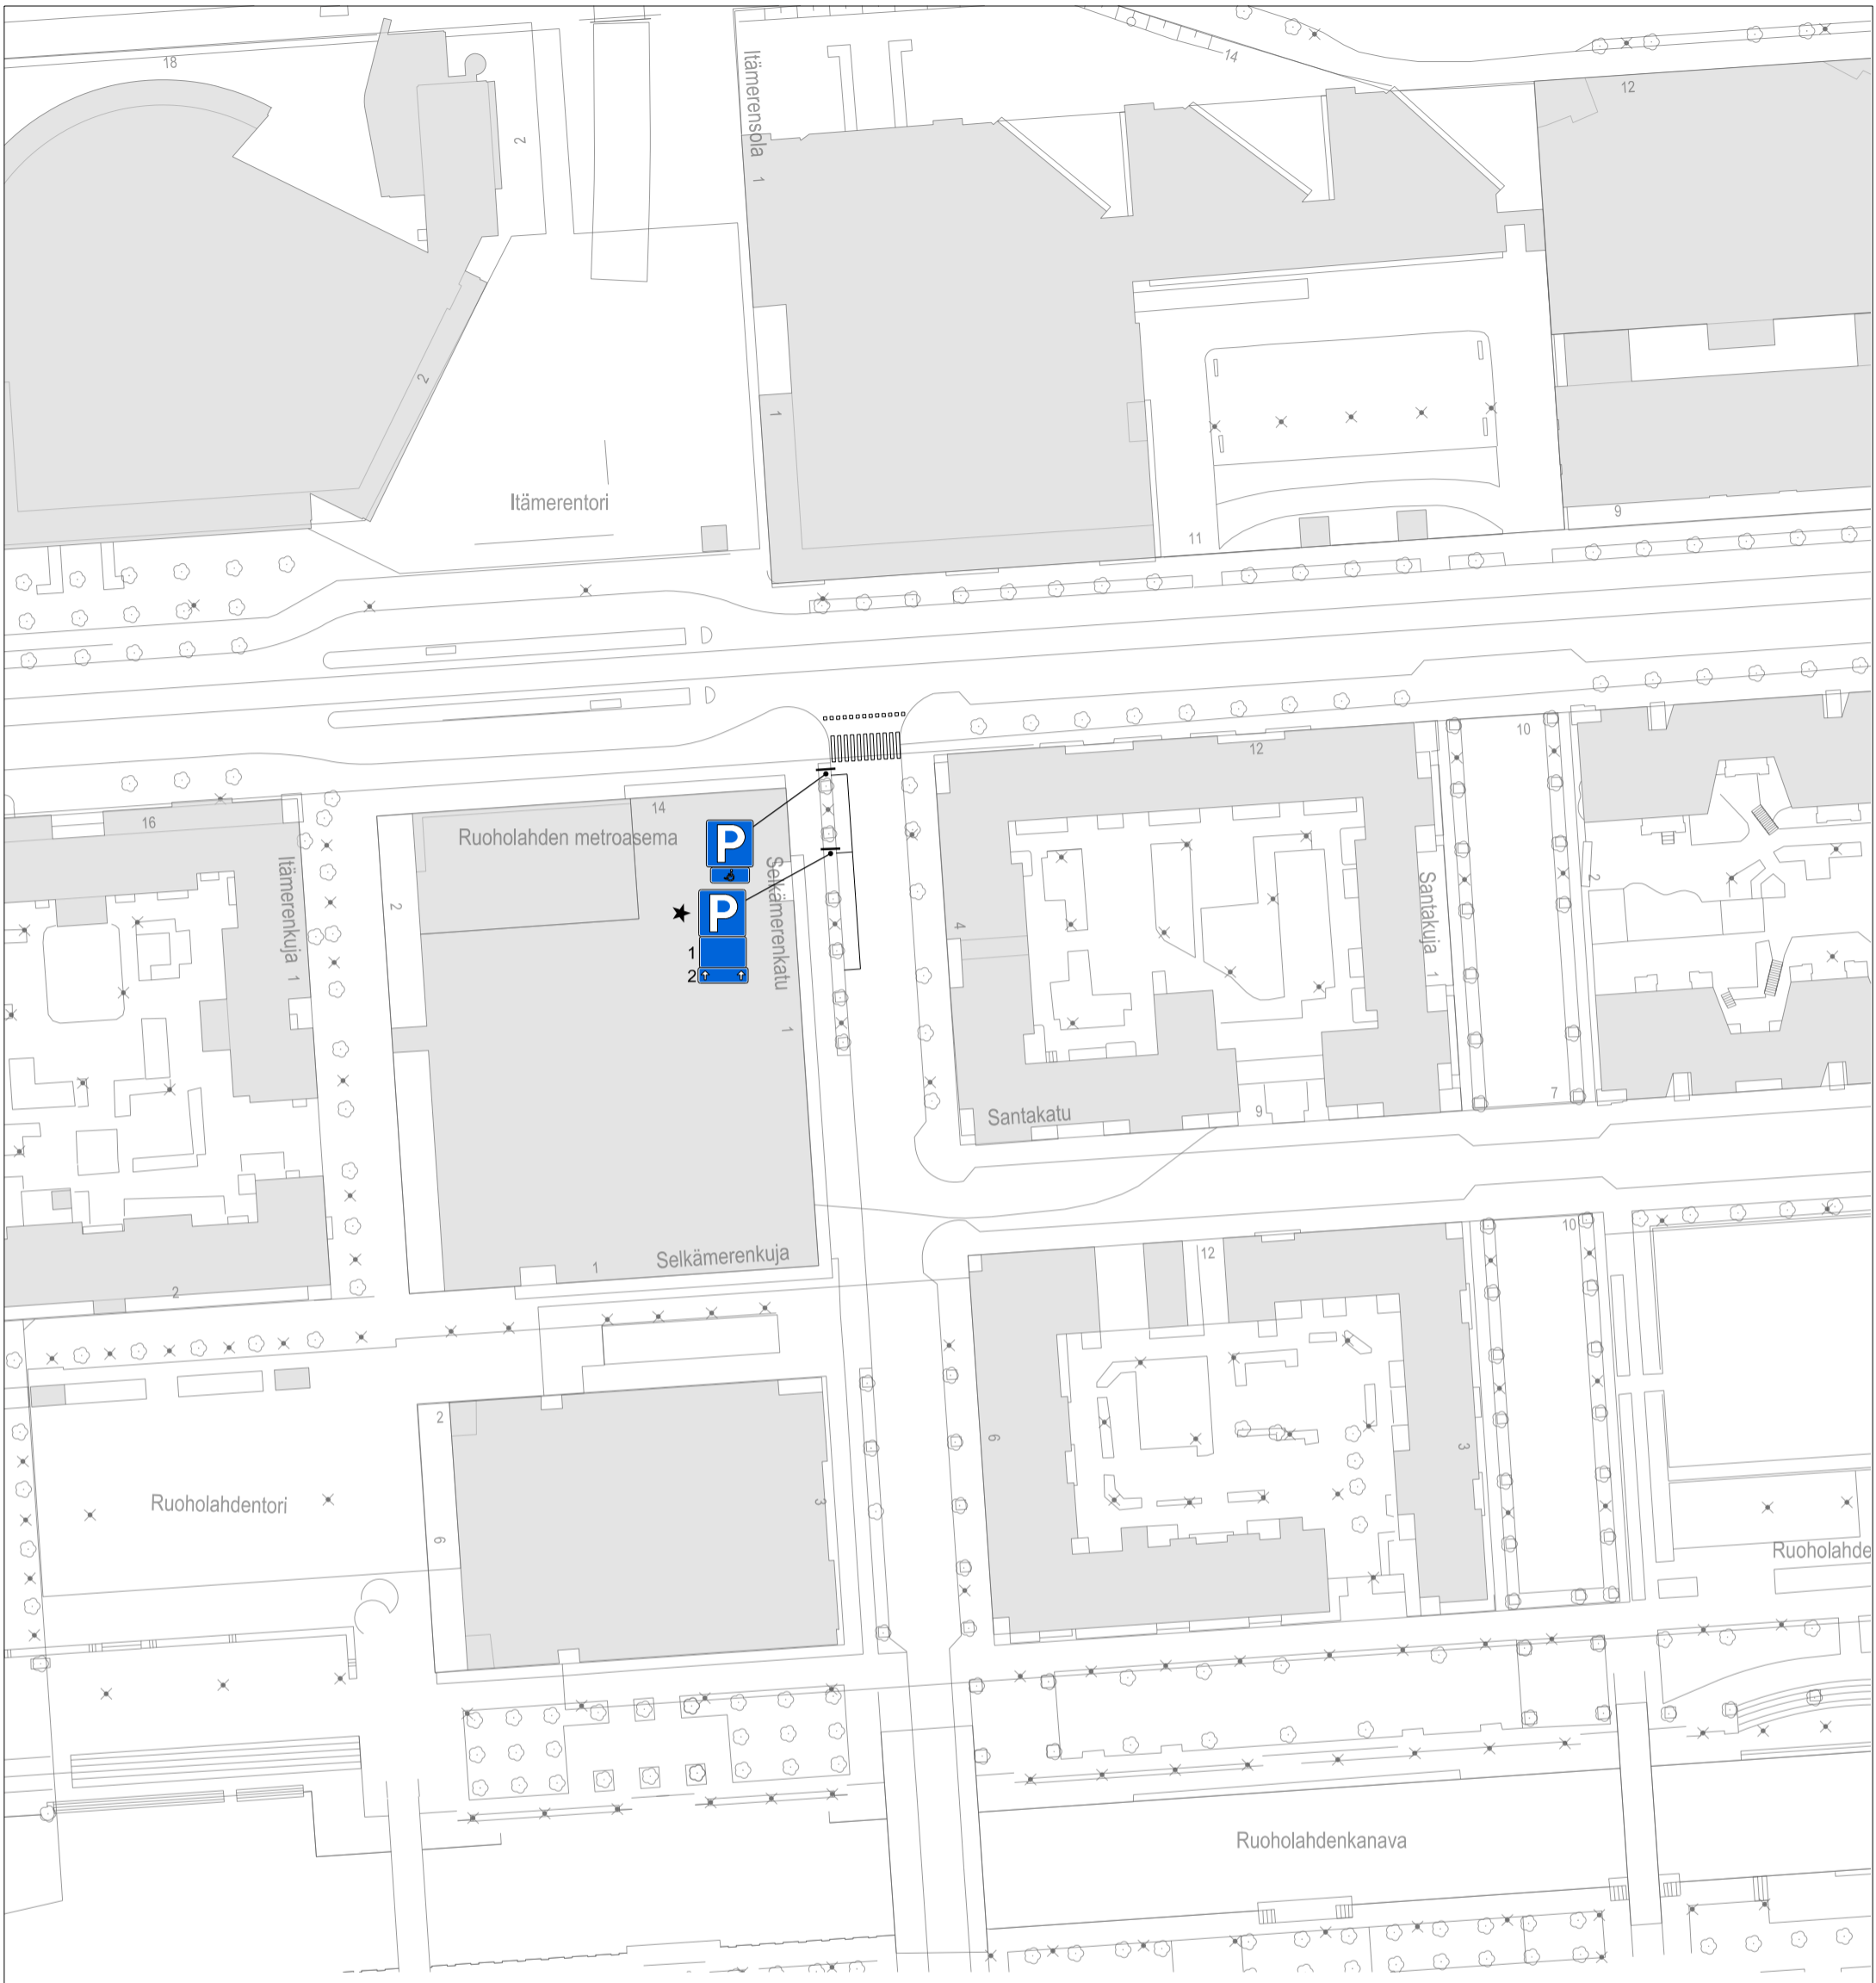 18
2
Itämerensola
1
14
12
2
1
Itämerentori
11
9
12
10
14
Ruoholahden metroasema
16
Itämerenkuja
1
2
P
P
1
2
Selkämerenkatu
1
4
Santakuja
1
2
Santakatu
9
7
Selkämerenkuja
1
2
12
10
2
6
3
6
3
Ruoholahdentori
Ruoholahde
Ruoholahdenkanava